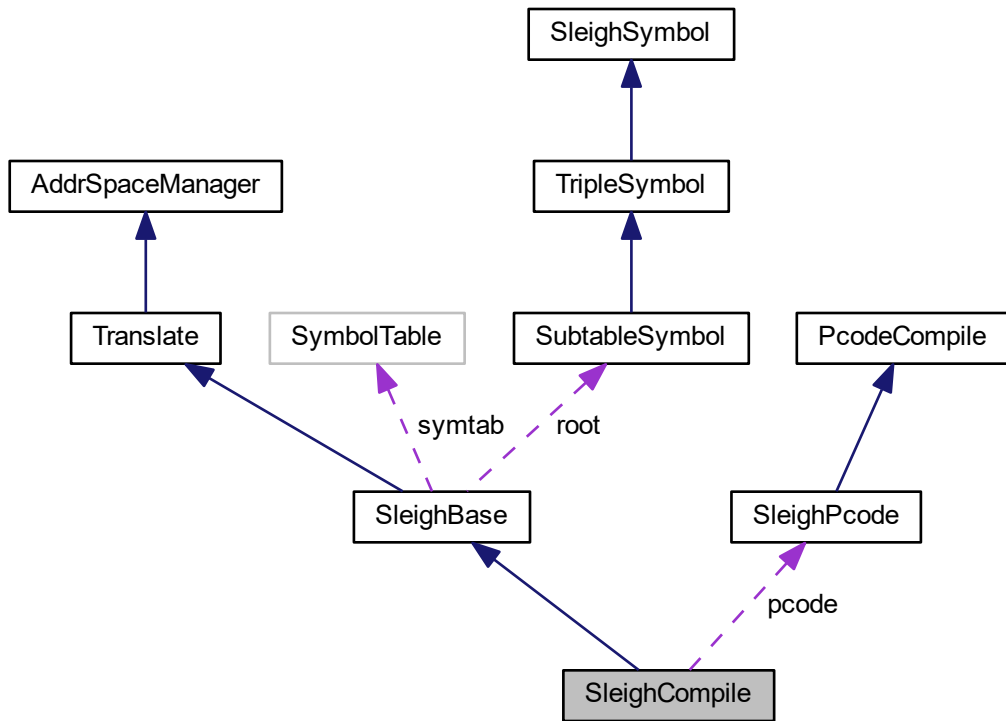 SleighSymbol
AddrSpaceManager
TripleSymbol
Translate
SymbolTable
SubtableSymbol
PcodeCompile
symtab
root
SleighBase
SleighPcode
pcode
SleighCompile